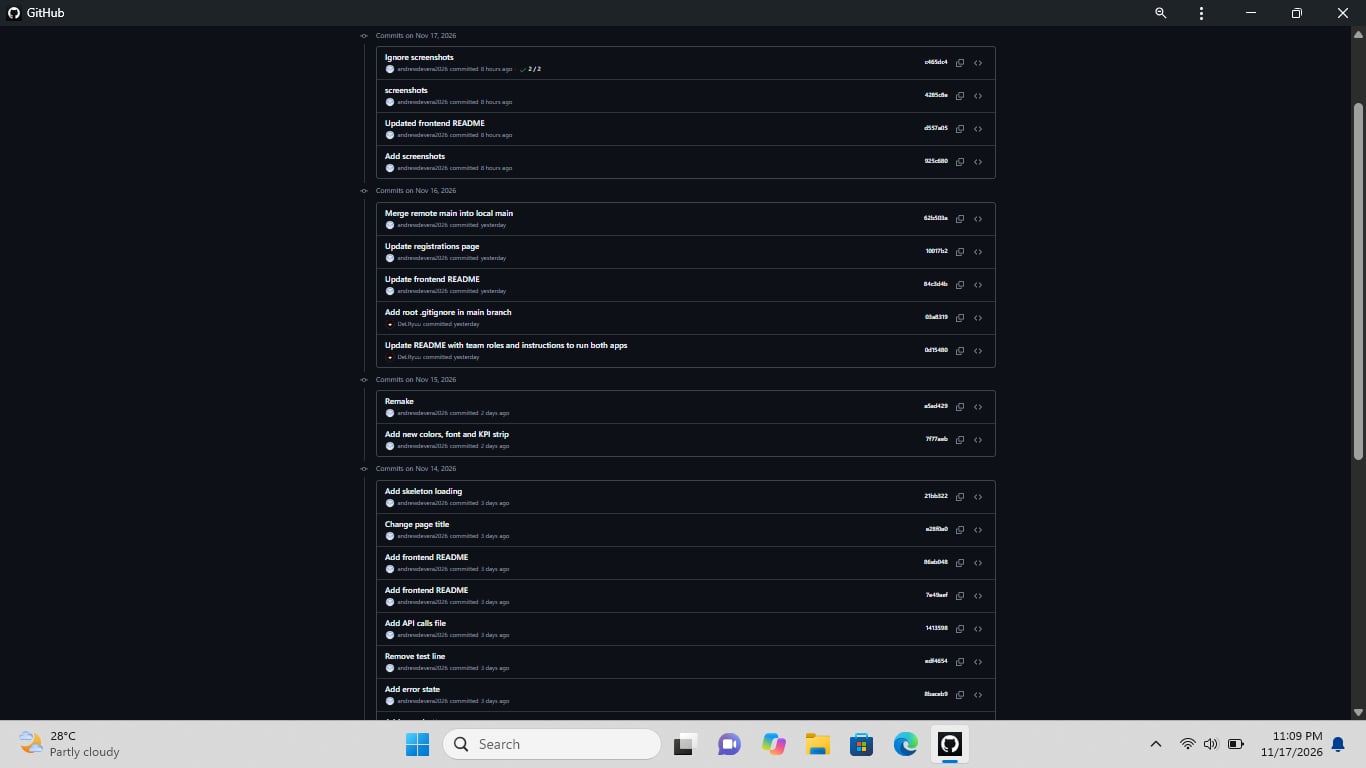 GitHub
Commits on Nov 17, 2026
Ignore screenshots
andrewdevera2026 committed 8 hours ago · 2 / 2
c465dc4
screenshots
andrewdevera2026 committed 8 hours ago
Updated frontend README
andrewdevera2026 committed 8 hours ago
d557a05
Add screenshots
andrewdevera2026 committed 8 hours ago
925c680
Commits on Nov 16, 2026
Merge remote main into local main
andrewdevera2026 committed yesterday
62b503a
Update registrations page
andrewdevera2026 committed yesterday
10017b2
Update frontend README
andrewdevera2026 committed yesterday
84c3d4b
Add root .gitignore in main branch
committed yesterday
03a8319
Update README with team roles and instructions to run both apps
committed yesterday
0d15480
Commits on Nov 15, 2026
Remake
andrewdevera2026 committed 2 days ago
a5ad429
Add new colors, font and KPI strip
andrewdevera2026 committed 2 days ago
7f77aeb
Commits on Nov 14, 2026
Add skeleton loading
andrewdevera2026 committed 3 days ago
21bb322
Change page title
andrewdevera2026 committed 3 days ago
Add frontend README
andrewdevera2026 committed 3 days ago
86ab048
Add frontend README
andrewdevera2026 committed 3 days ago
7e49aef
Add API calls file
andrewdevera2026 committed 3 days ago
1413598
Remove test line
andrewdevera2026 committed 3 days ago
edf4654
Add error state
andrewdevera2026 committed 3 days ago
8baceb9
28°C
Partly cloudy
Search
11:09 PM
11/17/2026